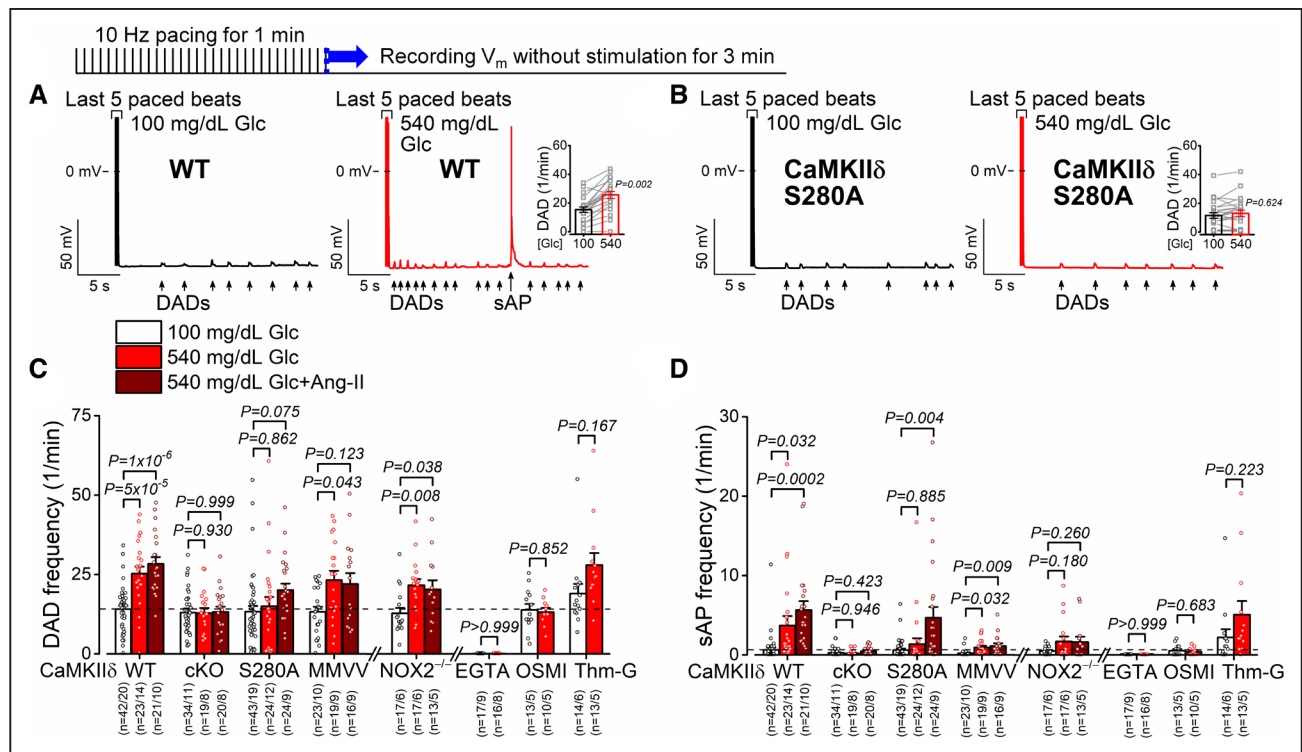 10 Hz pacing for 1 min
Recording Vm without stimulation for 3 min
A
Last 5 paced beats
100 mg/dL Glc
WT
0 mV
50 mV
5 s
DADs
Last 5 paced beats
540 mg/dL
Glc
WT
0 mV
50 mV
5 s
DADs
sAP
DAD (1/min)
60
40
20
0
P=0.002
[Glc] 100 540
B
Last 5 paced beats
100 mg/dL Glc
CaMKIIδ
S280A
0 mV
50 mV
5 s
DADs
Last 5 paced beats
540 mg/dL Glc
CaMKIIδ
S280A
0 mV
50 mV
5 s
DADs
DAD (1/min)
60
40
20
0
P=0.624
[Glc] 100 540
100 mg/dL Glc
540 mg/dL Glc
540 mg/dL Glc+Ang-II
C
DAD frequency (1/min)
75
50
25
0
P=1x10-6
P=5x10-5
P=0.999
P=0.930
P=0.075
P=0.862
P=0.123
P=0.043
P=0.038
P=0.008
P>0.999
P=0.852
P=0.167
CaMKIIδ WT cKO S280A MMVV NOX2-/- EGTA OSMI Thm-G
(n=42/20)
(n=23/14)
(n=21/10)
(n=34/11)
(n=19/8)
(n=20/8)
(n=43/19)
(n=24/12)
(n=24/9)
(n=23/10)
(n=19/9)
(n=16/9)
(n=17/6)
(n=17/6)
(n=13/5)
(n=17/9)
(n=16/8)
(n=13/5)
(n=10/5)
(n=14/6)
(n=13/5)
D
sAP frequency (1/min)
30
20
10
0
P=0.032
P=0.0002
P=0.423
P=0.946
P=0.004
P=0.885
P=0.009
P=0.032
P=0.260
P=0.180
P>0.999
P=0.683
P=0.223
CaMKIIδ WT cKO S280A MMVV NOX2-/- EGTA OSMI Thm-G
(n=42/20)
(n=23/14)
(n=21/10)
(n=34/11)
(n=19/8)
(n=20/8)
(n=43/19)
(n=24/12)
(n=24/9)
(n=23/10)
(n=19/9)
(n=16/9)
(n=17/6)
(n=17/6)
(n=13/5)
(n=17/9)
(n=16/8)
(n=13/5)
(n=10/5)
(n=14/6)
(n=13/5)